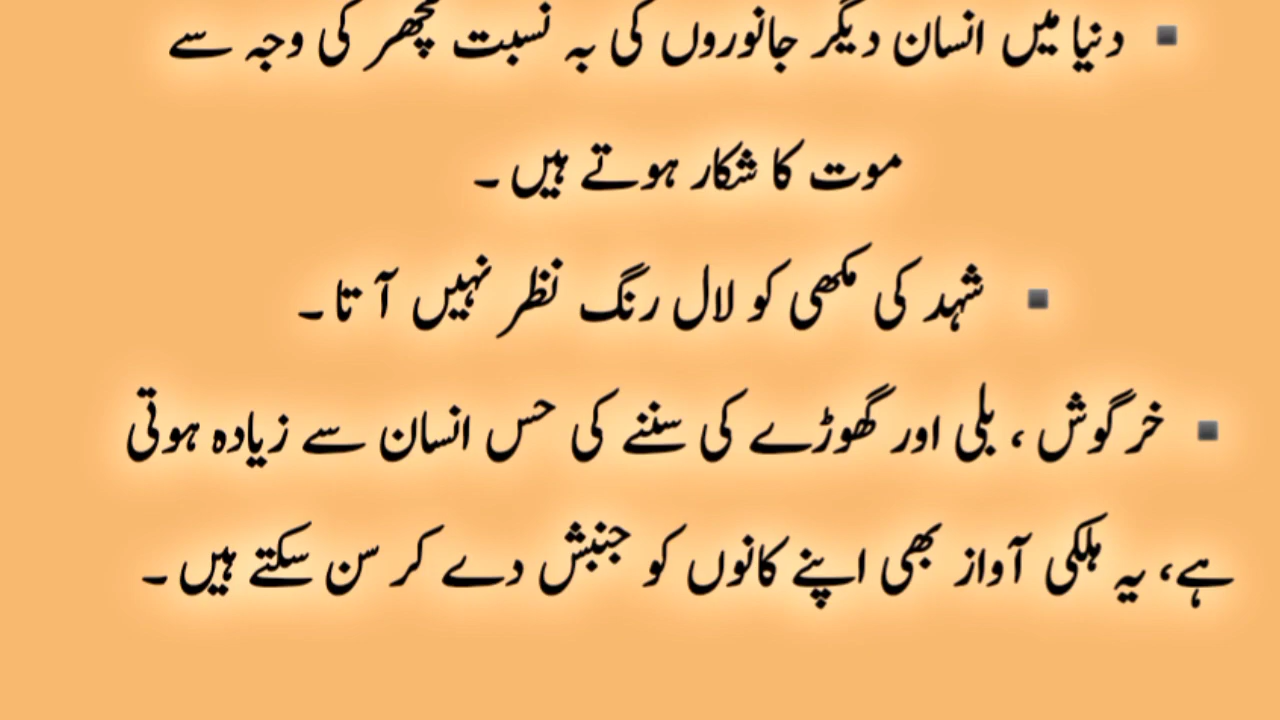 ▪ دنیا میں انسان دیگر جانوروں کی بہ نسبت مچھر کی وجہ سے
موت کا شکار ہوتے ہیں ۔
▪ شہد کی مکھی کو لال رنگ نظر نہیں آ تا ۔
▪ خرگوش ، بلی اور گھوڑے کی سننے کی حس انسان سے زیادہ ہوتی
ہے، یہ ہلکی آواز بھی اپنے کانوں کو جنبش دے کر سن سکتے ہیں ۔